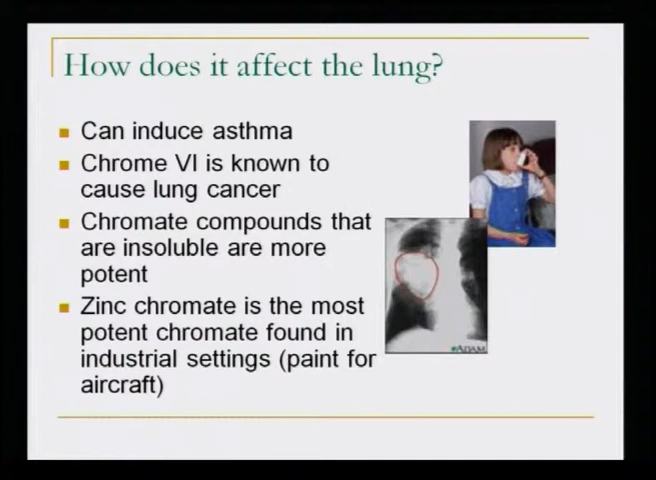 How does it affect the lung?
Can induce asthma
Chrome VI is known to
cause lung cancer
Chromate compounds that
are insoluble are more
potent
Zinc chromate is the most
potent chromate found in
industrial settings (paint for
aircraft)
ADAM